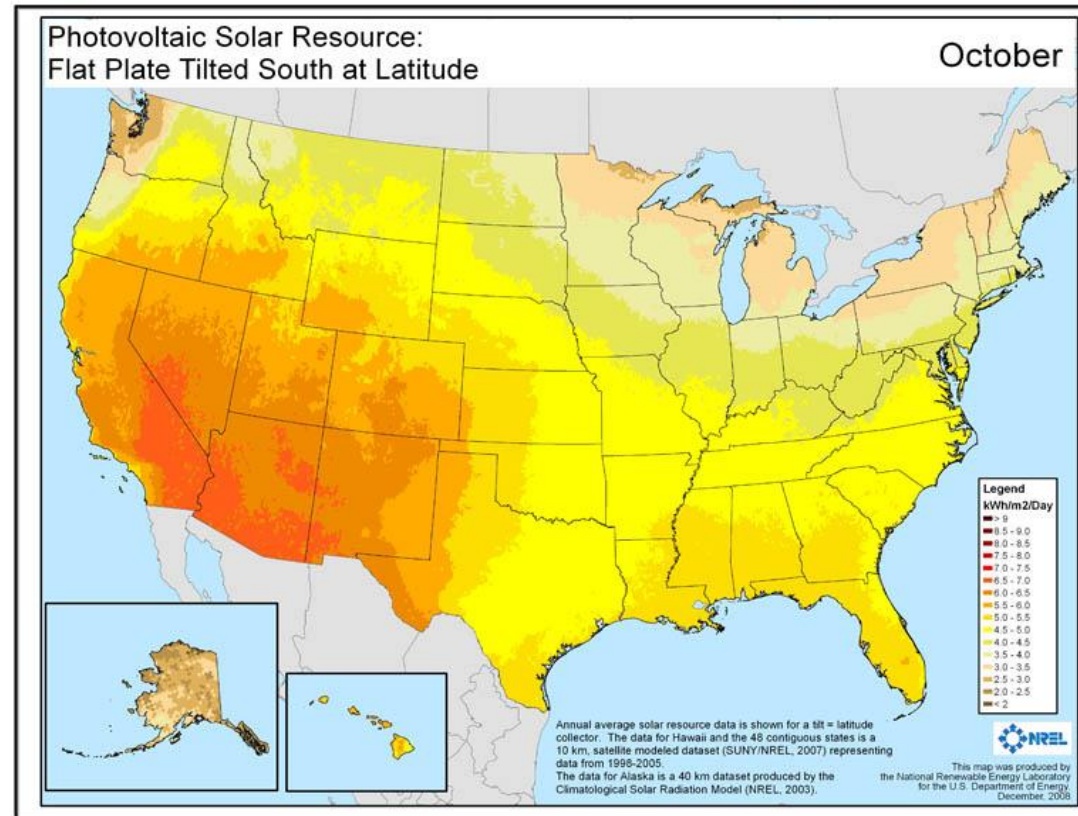 Photovoltaic Solar Resource:
Flat Plate Tilted South at Latitude
October
Legend
kWh/m2/Day
> 9
8.5 - 9.0
8.0 - 8.5
7.5 - 8.0
7.0 - 7.5
6.5 - 7.0
6.0 - 6.5
5.5 - 6.0
5.0 - 5.5
4.5 - 5.0
4.0 - 4.5
3.5 - 4.0
3.0 - 3.5
2.5 - 3.0
2.0 - 2.5
< 2
Annual average solar resource data is shown for a tilt = latitude
collector. The data for Hawaii and the 48 contiguous states is a
10 km, satellite modeled dataset (SUNY/NREL, 2007) representing
data from 1998-2005.
The data for Alaska is a 40 km dataset produced by the
Climatological Solar Radiation Model (NREL, 2003).
NREL
This map was produced by
the National Renewable Energy Laboratory
for the U.S. Department of Energy.
December, 2008